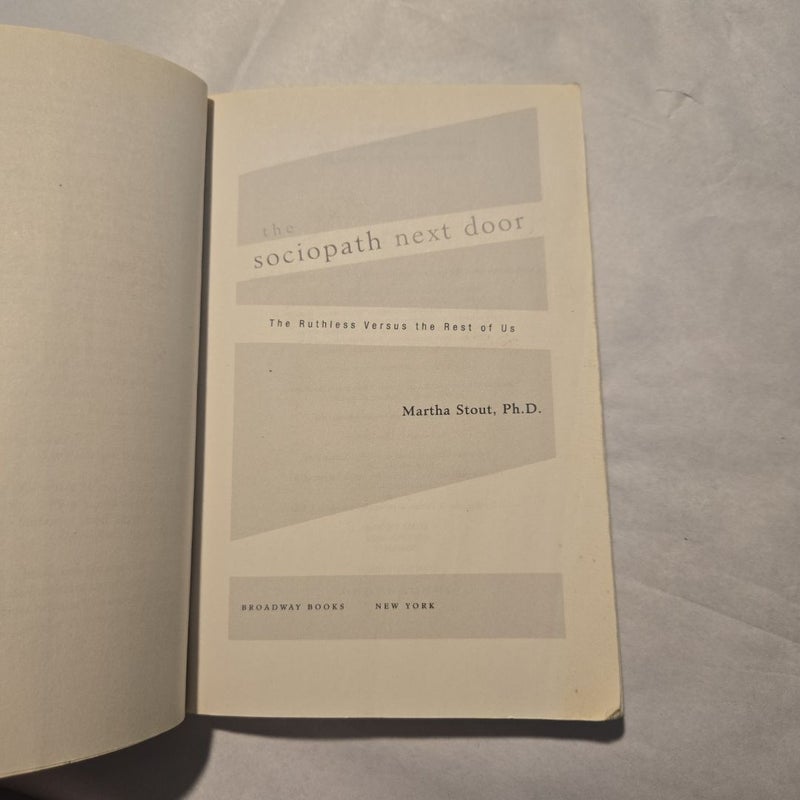 the
sociopath next door
The Ruthless Versus the Rest of Us
Martha Stout, Ph.D.
BROADWAY BOOKS NEW YORK